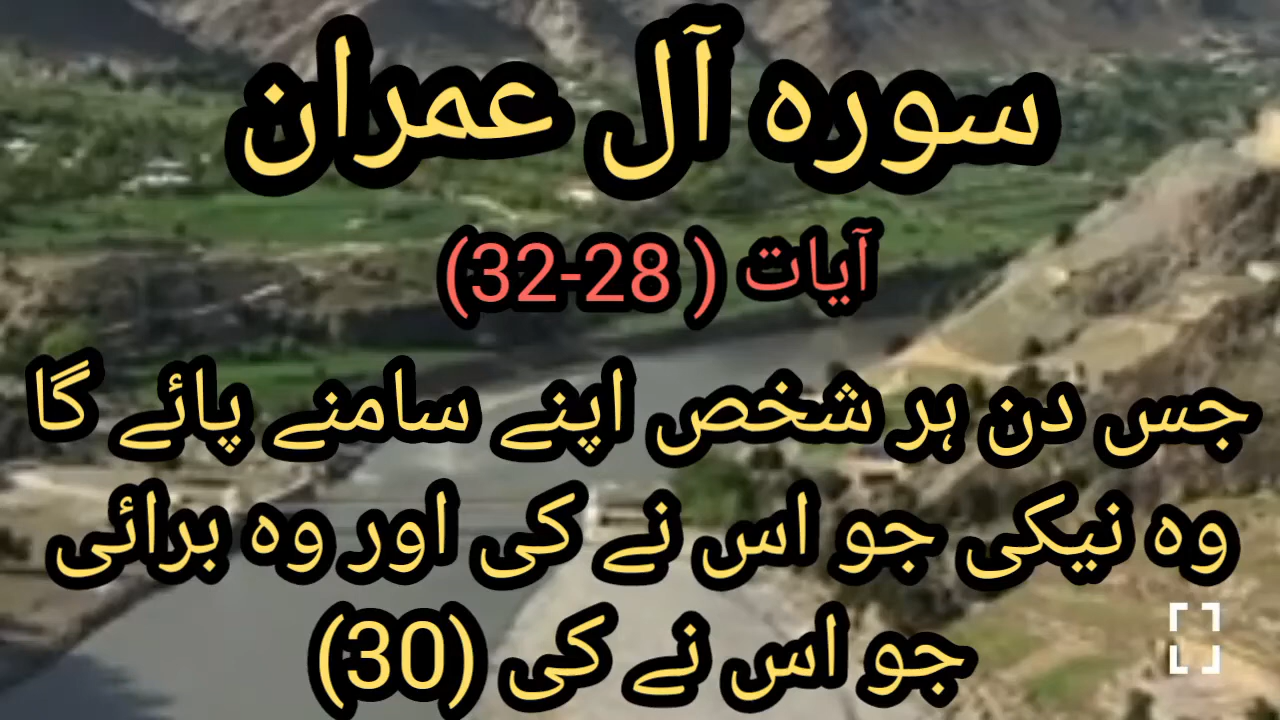 سورہ آل عمران
آیات ( 28-32)
جس دن ہر شخص اپنے سامنے پائے گا
وہ نیکی جو اس نے کی اور وہ برائی
جو اس نے کی (30)